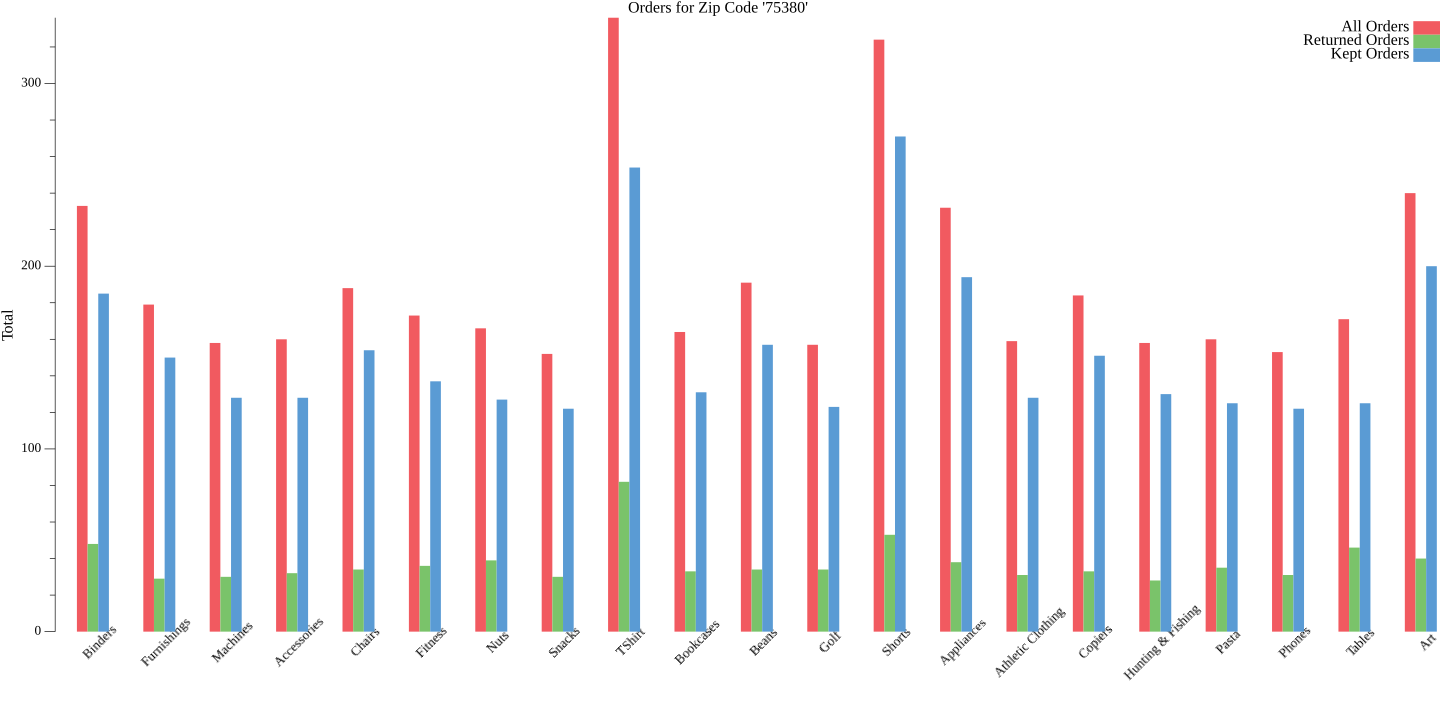 Orders for Zip Code '75380'
All Orders
Returned Orders
Kept Orders
Total
300
200
100
0
Binders
Furnishings
Machines
Accessories
Chairs
Fitness
Nuts
Snacks
TShirt
Bookcases
Beans
Golf
Shorts
Appliances
Athletic Clothing
Copiers
Hunting & Fishing
Pasta
Phones
Tables
Art